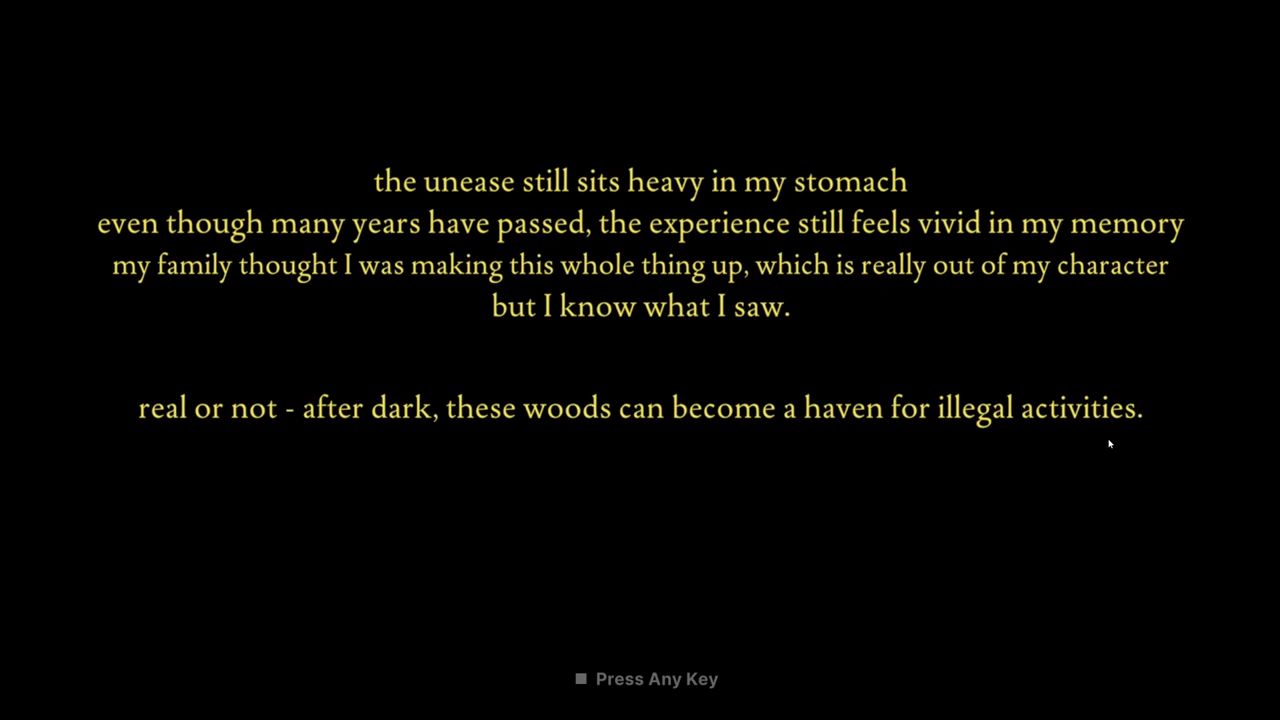 the unease still sits heavy in my stomach
even though many years have passed, the experience still feels vivid in my memory
my family thought I was making this whole thing up, which is really out of my character
but I know what I saw.
real or not - after dark, these woods can become a haven for illegal activities.
Press Any Key